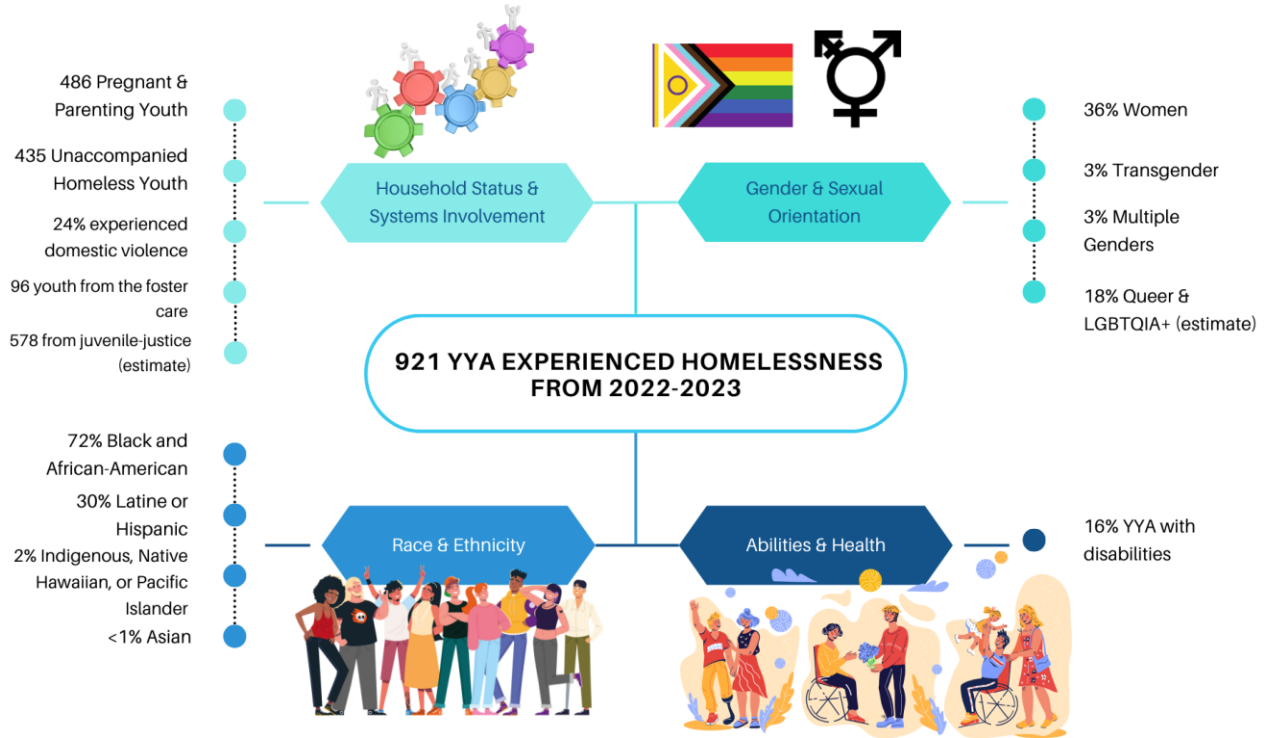 486 Pregnant &
Parenting Youth
435 Unaccompanied
Homeless Youth
24% experienced
domestic violence
96 youth from the foster
care
578 from juvenile-justice
(estimate)
Household Status &
Systems Involvement
Gender & Sexual
Orientation
36% Women
3% Transgender
3% Multiple
Genders
18% Queer &
LGBTQIA+ (estimate)
921 YYA EXPERIENCED HOMELESSNESS
FROM 2022-2023
72% Black and
African-American
30% Latine or
Hispanic
2% Indigenous, Native
Hawaiian, or Pacific
Islander
<1% Asian
Race & Ethnicity
Abilities & Health
16% YYA with
disabilities